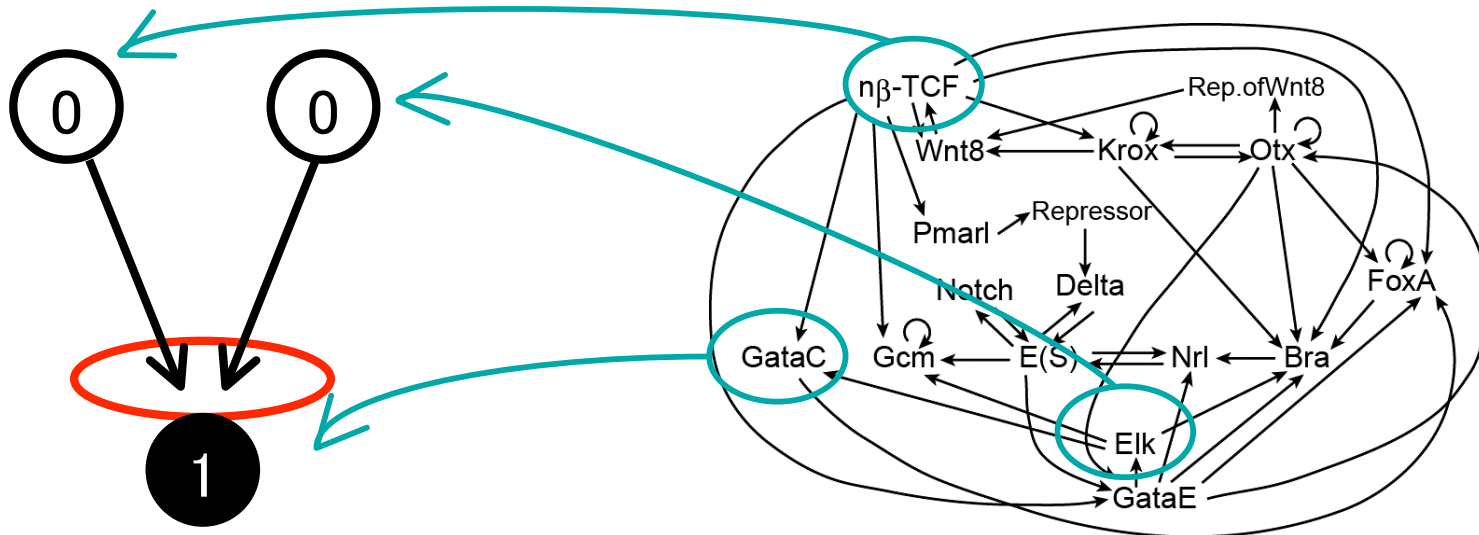 0 0
nβ-TCF
Rep.ofWnt8
Wnt8 Krox Otx
Pmarl Repressor
Notch Delta FoxA
GataC Gcm E(S) Nrl Bra
Elk
1
GataE